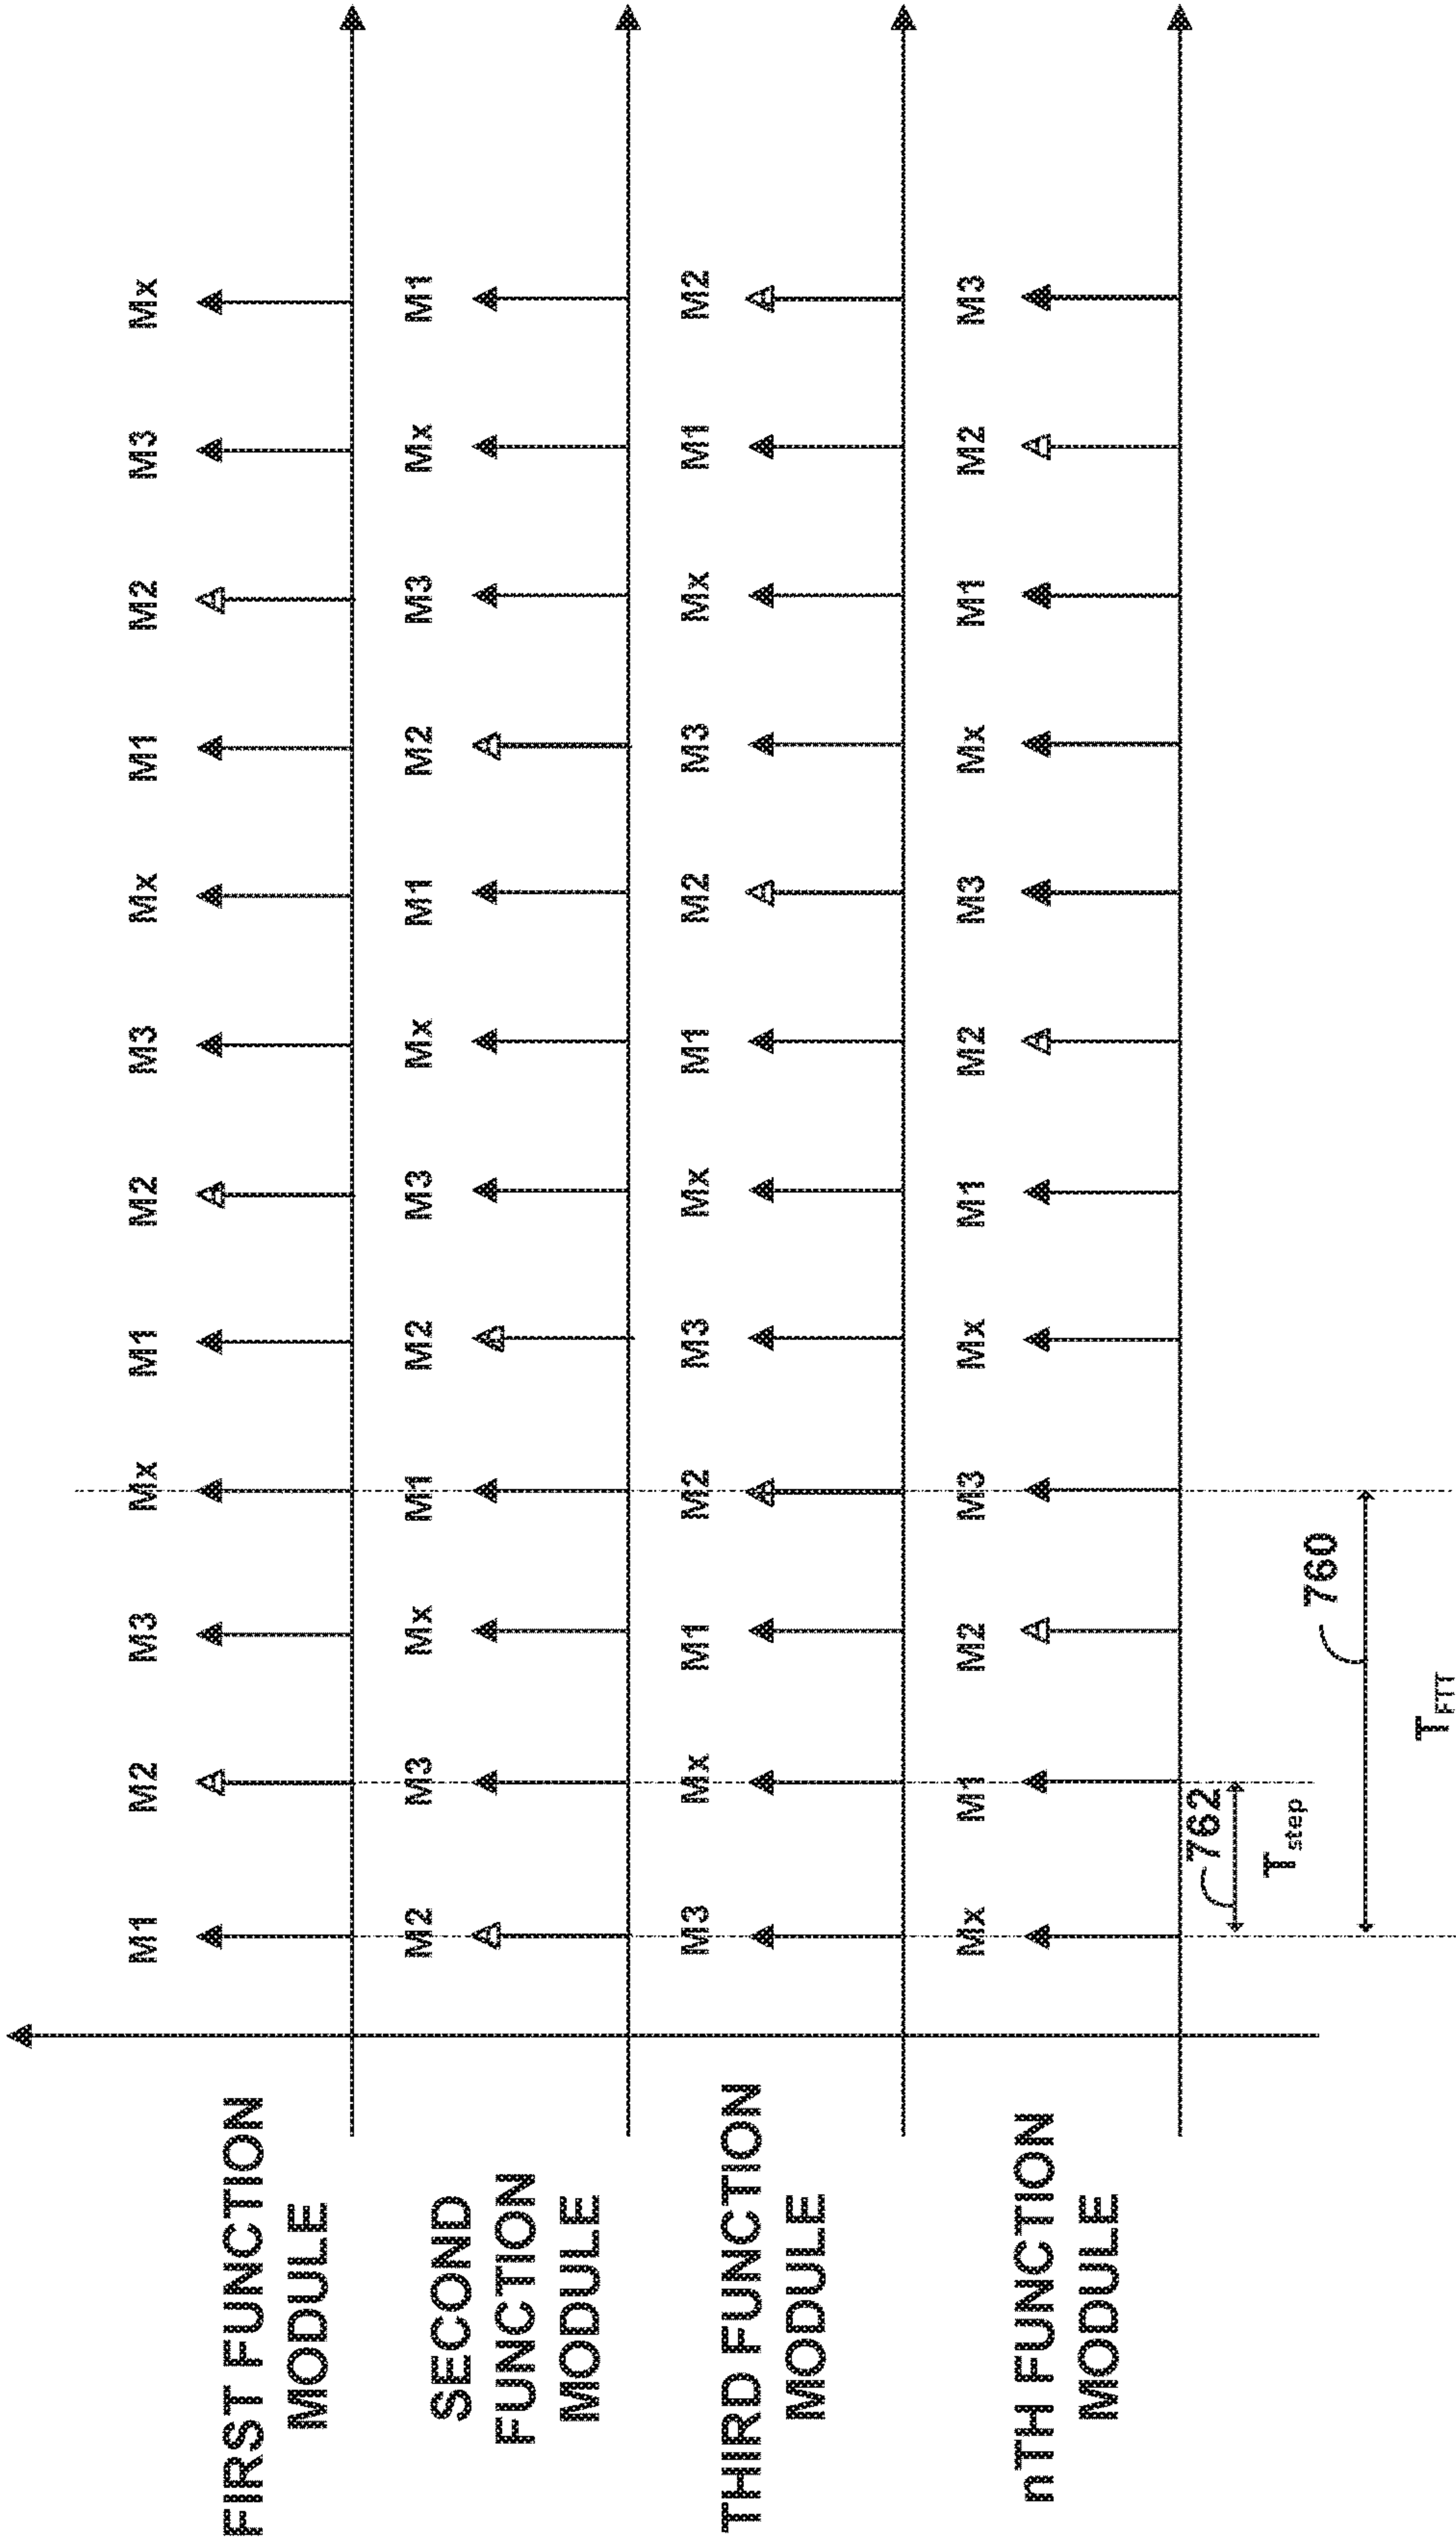 FIRST FUNCTION
MODULE
M1 M2 M3 Mx M1 M2 M3 Mx M1 M2 M3 Mx
SECOND
FUNCTION
MODULE
M2 M3 Mx M1 M2 M3 Mx M1 M2 M3 Mx M1
THIRD FUNCTION
MODULE
M3 Mx M1 M2 M3 Mx M1 M2 M3 Mx M1 M2
nTH FUNCTION
MODULE
Mx M1 M2 M3 Mx M1 M2 M3 Mx M1 M2 M3
762
Tstep
760
TFTT